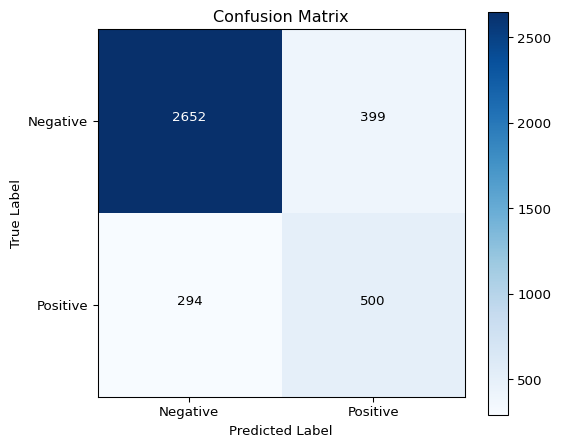 Confusion Matrix
True Label
Negative
2652
399
Positive
294
500
Negative
Positive
Predicted Label
2500
2000
1500
1000
500